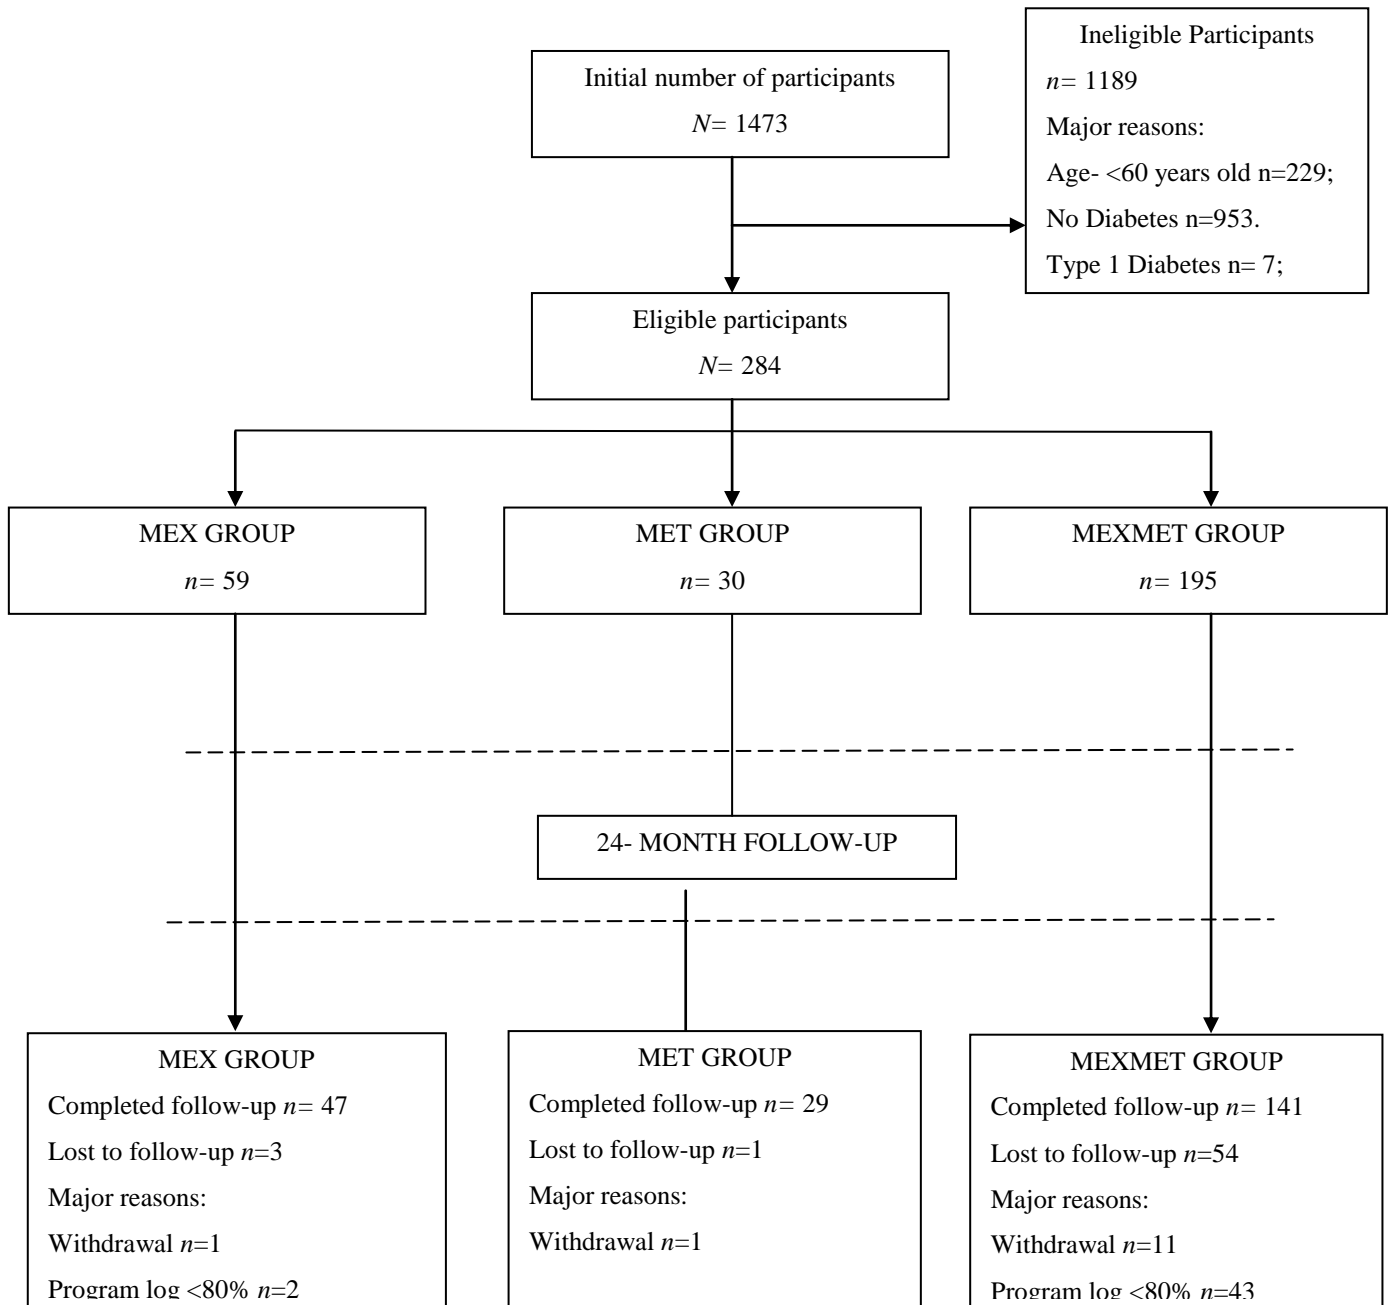 Initial number of participants
N= 1473
Ineligible Participants
n= 1189
Major reasons:
Age- <60 years old n=229;
No Diabetes n=953.
Type 1 Diabetes n= 7;
Eligible participants
N= 284
MEX GROUP
n= 59
MET GROUP
n= 30
MEXMET GROUP
n= 195
24- MONTH FOLLOW-UP
MEX GROUP
Completed follow-up n= 47
Lost to follow-up n=3
Major reasons:
Withdrawal n=1
Program log <80% n=2
MET GROUP
Completed follow-up n= 29
Lost to follow-up n=1
Major reasons:
Withdrawal n=1
MEXMET GROUP
Completed follow-up n= 141
Lost to follow-up n=54
Major reasons:
Withdrawal n=11
Program log <80% n=43